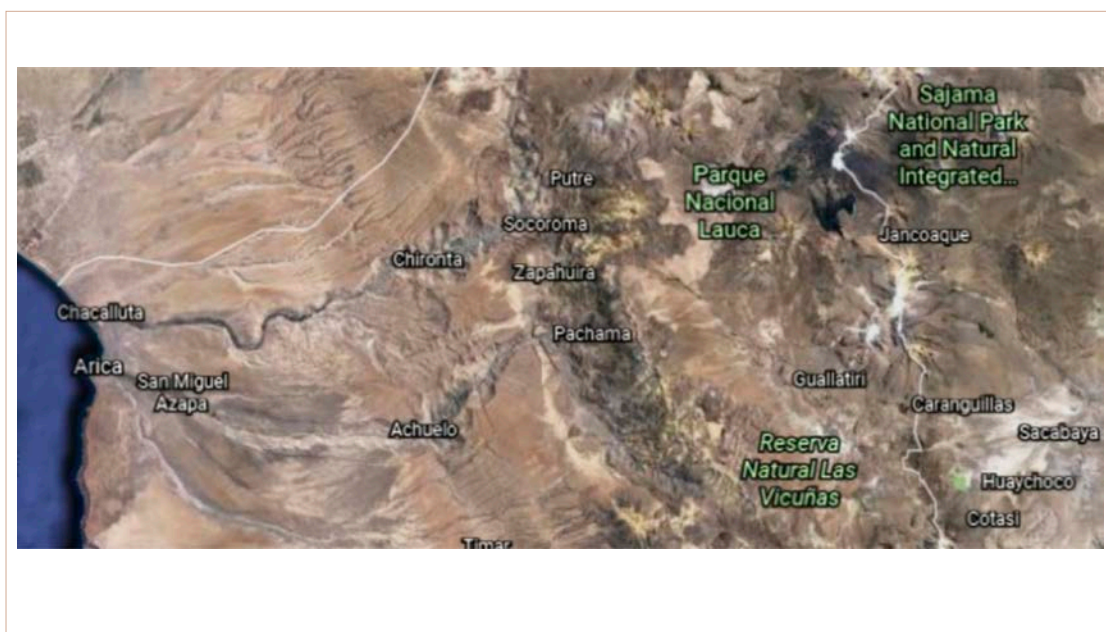 Sajama
National Park
and Natural
Integrated...
Parque
Nacional
Lauca
Putre
Socoroma
Jancoaque
Chironta
Zapahuira
Chacalluta
Pachama
Arica
San Miguel
Azapa
Guallatiri
Caranguillas
Achuelo
Sacabaya
Reserva
Natural Las
Vicuñas
Huaychoco
Cotasi
Timar